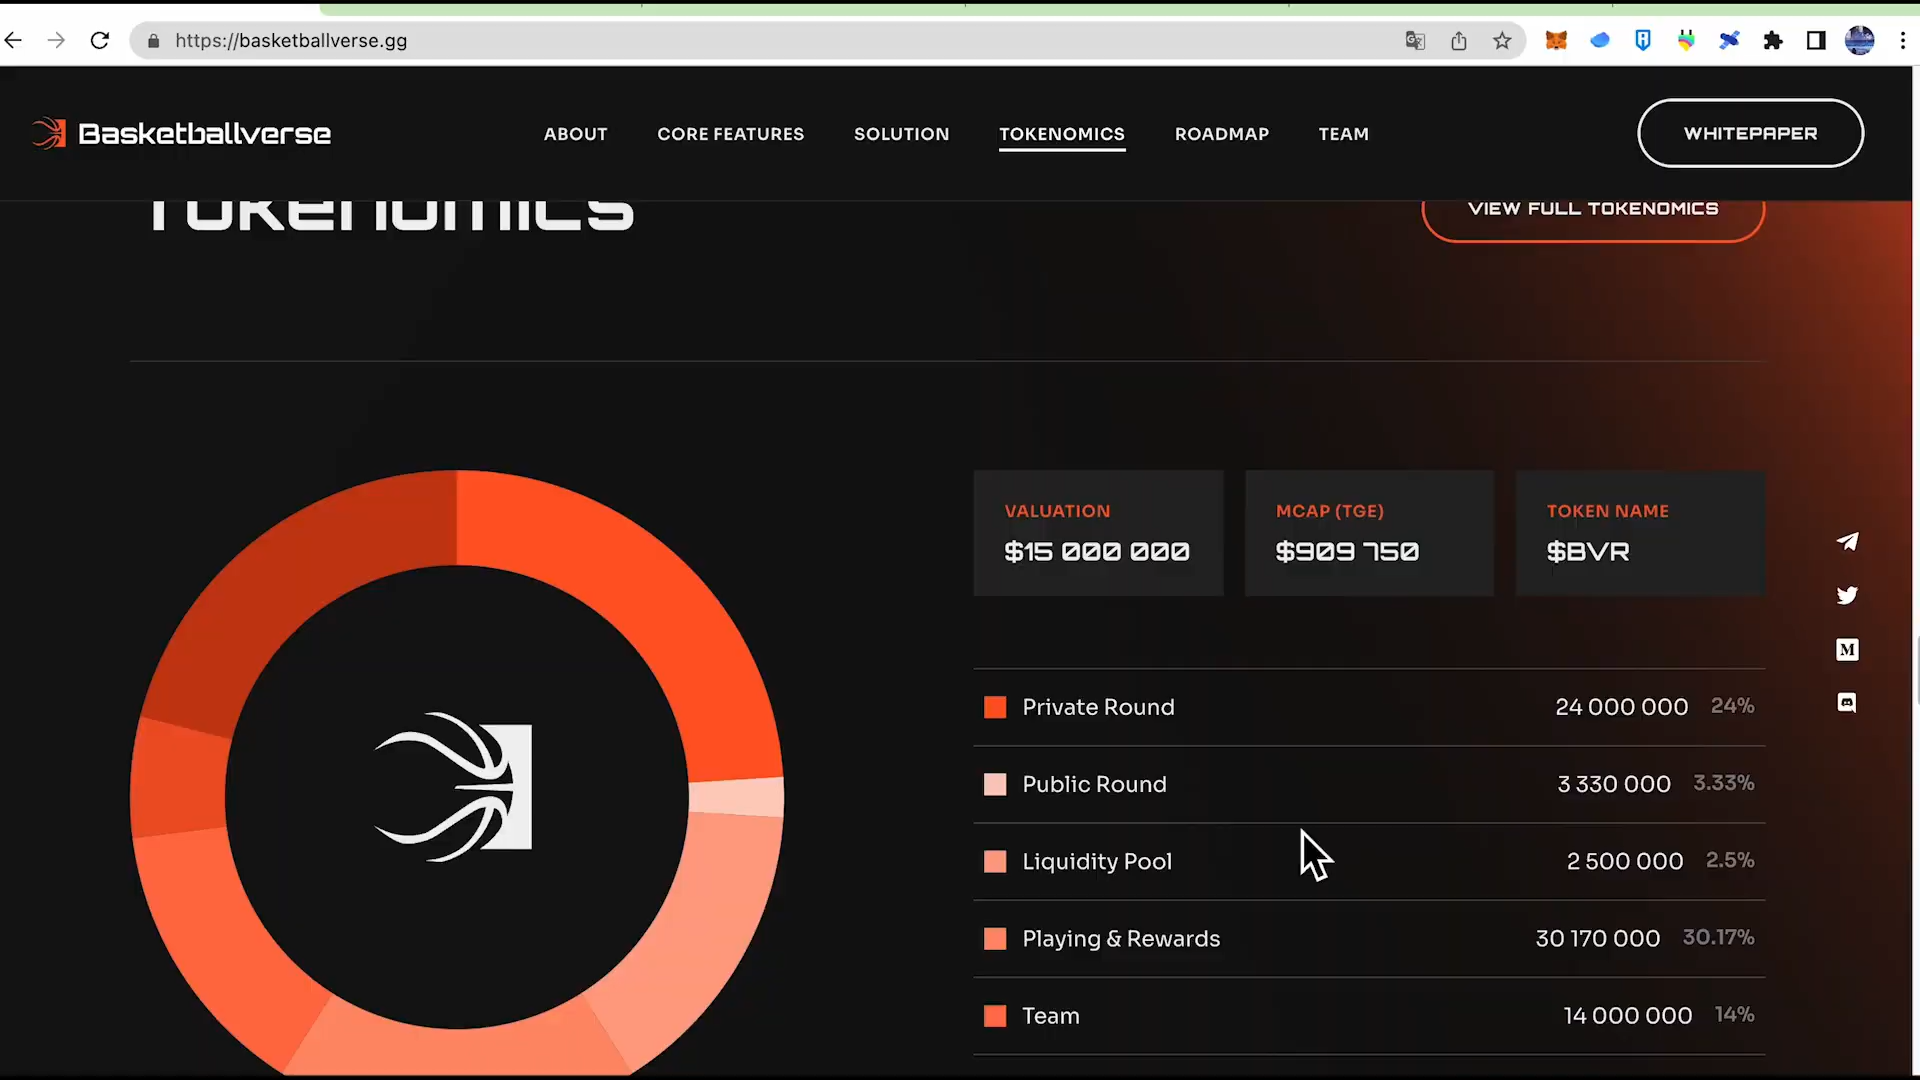 https://basketballverse.gg
Basketballverse
ABOUT
CORE FEATURES
SOLUTION
TOKENOMICS
ROADMAP
TEAM
WHITEPAPER
Tokenomics
VIEW FULL TOKENOMICS
VALUATION
$15 000 000
MCAP (TGE)
$909 750
TOKEN NAME
$BVR
Private Round 24 000 000 24%
Public Round 3 330 000 3.33%
Liquidity Pool 2 500 000 2.5%
Playing & Rewards 30 170 000 30.17%
Team 14 000 000 14%